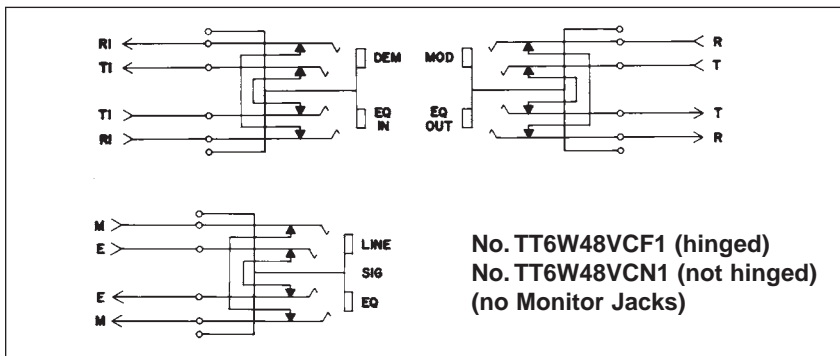 RI
TI
TI
RI
DEM
EQ
IN
MOD
EQ
OUT
R
T
T
R
M
E
E
M
LINE
SIG
EQ
No. TT6W48VCF1 (hinged)
No. TT6W48VCN1 (not hinged)
(no Monitor Jacks)